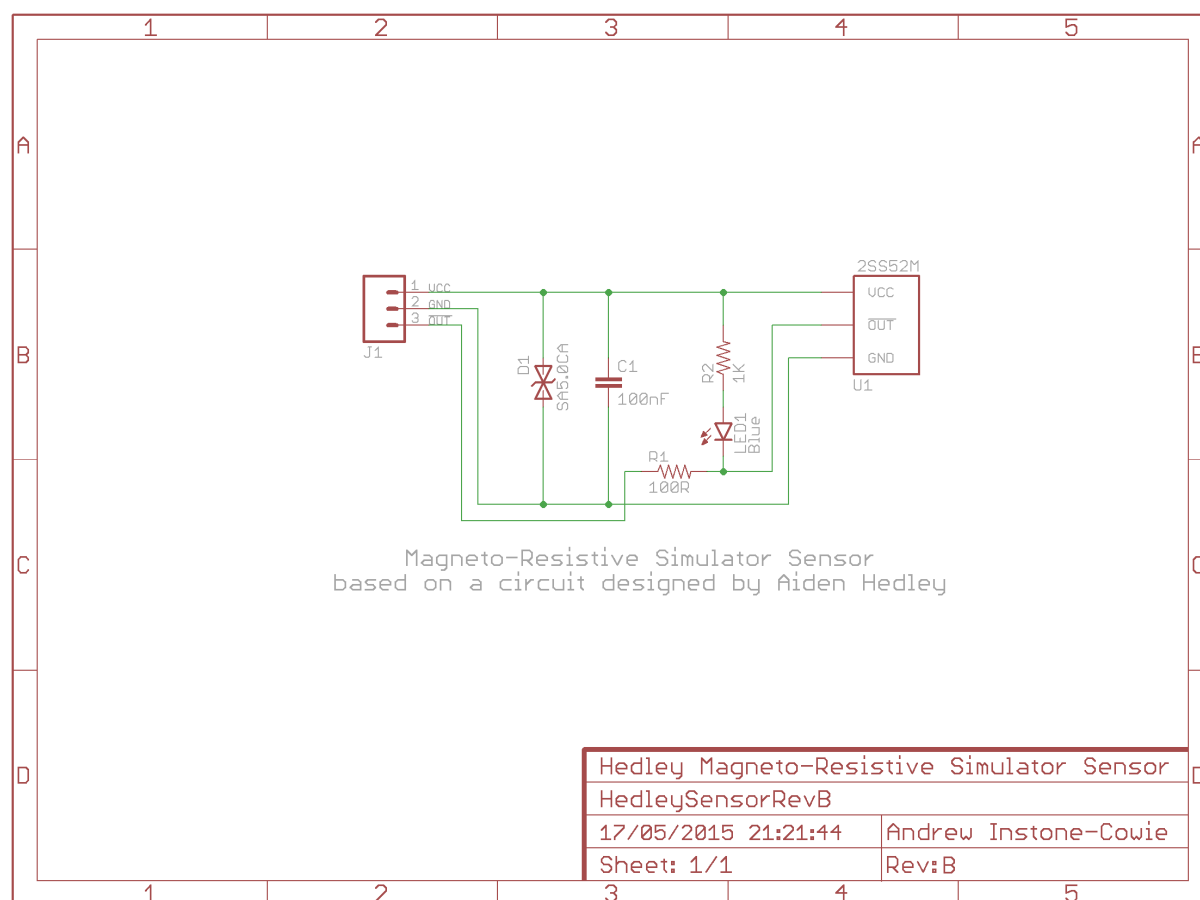 1 2 3 4 5
A A
2SS52M
1 VCC
2 GND
3 OUT
VCC
OUT
GND
J1
U1
B B
D1
SA5.0CA
C1
100nF
R2
1K
LED1
Blue
R1
100R
Magneto-Resistive Simulator Sensor
based on a circuit designed by Aiden Hedley
C C
D D
Hedley Magneto-Resistive Simulator Sensor
HedleySensorRevB
17/05/2015 21:21:44
Andrew Instone-Cowie
Sheet: 1/1
Rev:B
1 2 3 4 5